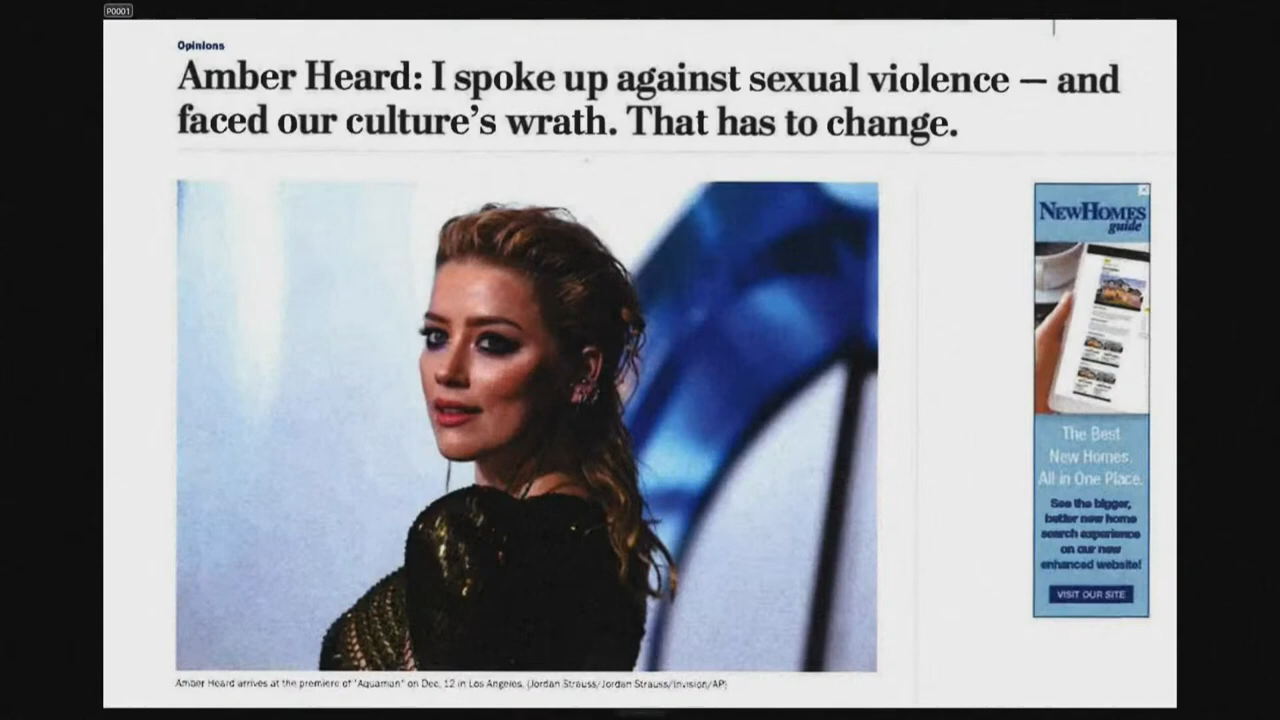 P0001
Opinions
Amber Heard: I spoke up against sexual violence — and
faced our culture's wrath. That has to change.
NEWHOMES
guide
The Best
New Homes.
All in One Place.
See the bigger,
better new home
search experience
on our new
enhanced website!
VISIT OUR SITE
Amber Heard arrives at the premiere of "Aquaman" on Dec. 12 in Los Angeles. (Jordan Strauss/Jordan Strauss/Invision/AP)